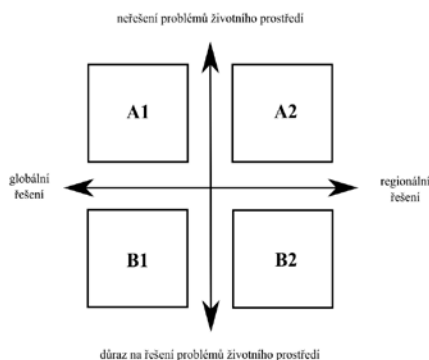 neřešení problémů životního prostředí
A1
A2
globální
řešení
regionální
řešení
B1
B2
důraz na řešení problémů životního prostředí